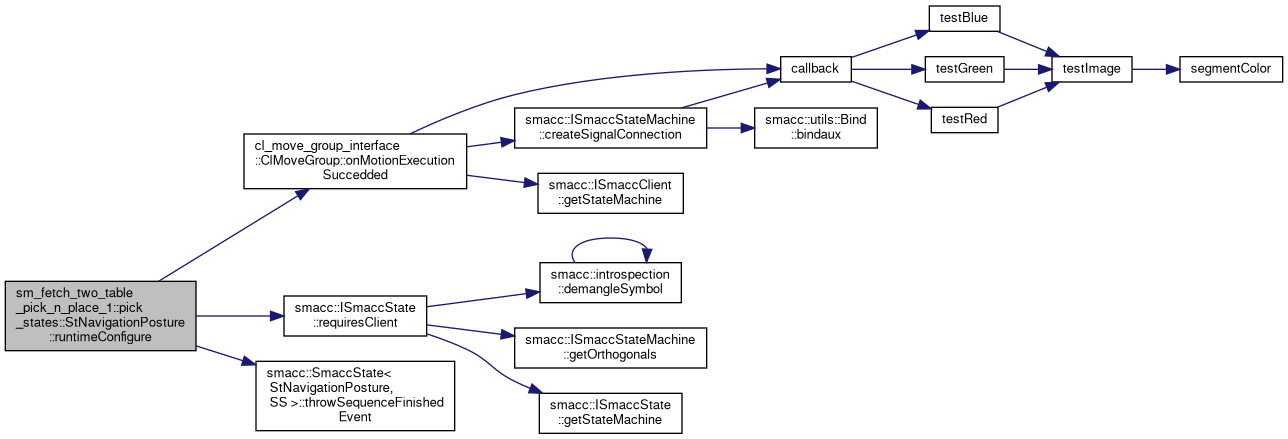 sm_fetch_two_table
_pick_n_place_1::pick
_states::StNavigationPosture
::runtimeConfigure
cl_move_group_interface
::ClMoveGroup::onMotionExecution
Succedded
callback
testBlue
testImage
segmentColor
testGreen
testRed
smacc::ISmaccStateMachine
::createSignalConnection
smacc::utils::Bind
::bindaux
smacc::ISmaccClient
::getStateMachine
smacc::ISmaccState
::requiresClient
smacc::introspection
::demangleSymbol
smacc::ISmaccStateMachine
::getOrthogonals
smacc::ISmaccState
::getStateMachine
smacc::SmaccState<
StNavigationPosture,
SS >::throwSequenceFinished
Event